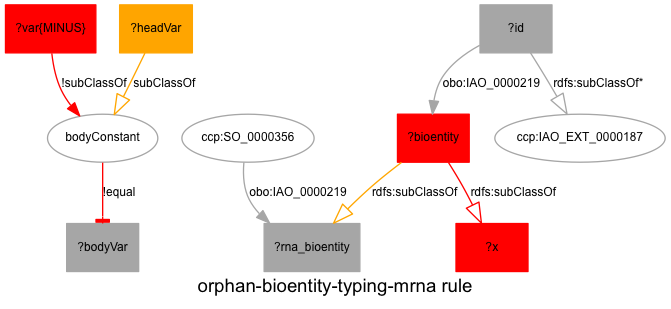 ?var{MINUS}
?headVar
?id
!subClassOf
subClassOf
obo:IAO_0000219
rdfs:subClassOf*
bodyConstant
ccp:SO_0000356
?bioentity
ccp:IAO_EXT_0000187
!equal
obo:IAO_0000219
rdfs:subClassOf
rdfs:subClassOf
?bodyVar
?rna_bioentity
?x
orphan-bioentity-typing-mrna rule